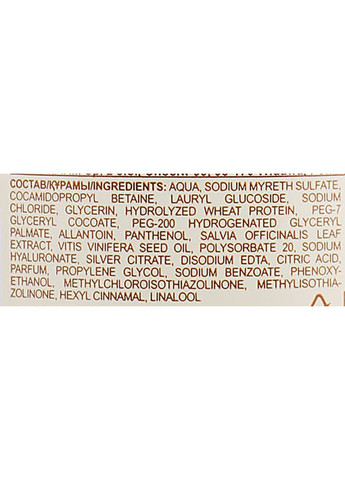 СОСТАВ/ҚҰРАМЫ/INGREDIENTS: AQUA, SODIUM MYRETH SULFATE,
COCAMIDOPROPYL BETAINE, LAURYL GLUCOSIDE, SODIUM
CHLORIDE, GLYCERIN, HYDROLYZED WHEAT PROTEIN, PEG-7
GLYCERYL COCOATE, PEG-200 HYDROGENATED GLYCERYL
PALMATE, ALLANTOIN, PANTHENOL, SALVIA OFFICINALIS LEAF
EXTRACT, VITIS VINIFERA SEED OIL, POLYSORBATE 20, SODIUM
HYALURONATE, SILVER CITRATE, DISODIUM EDTA, CITRIC ACID,
PARFUM, PROPYLENE GLYCOL, SODIUM BENZOATE, PHENOXY-
ETHANOL, METHYLCHLOROISOTHIAZOLINONE, METHYLISOTHIA-
ZOLINONE, HEXYL CINNAMAL, LINALOOL